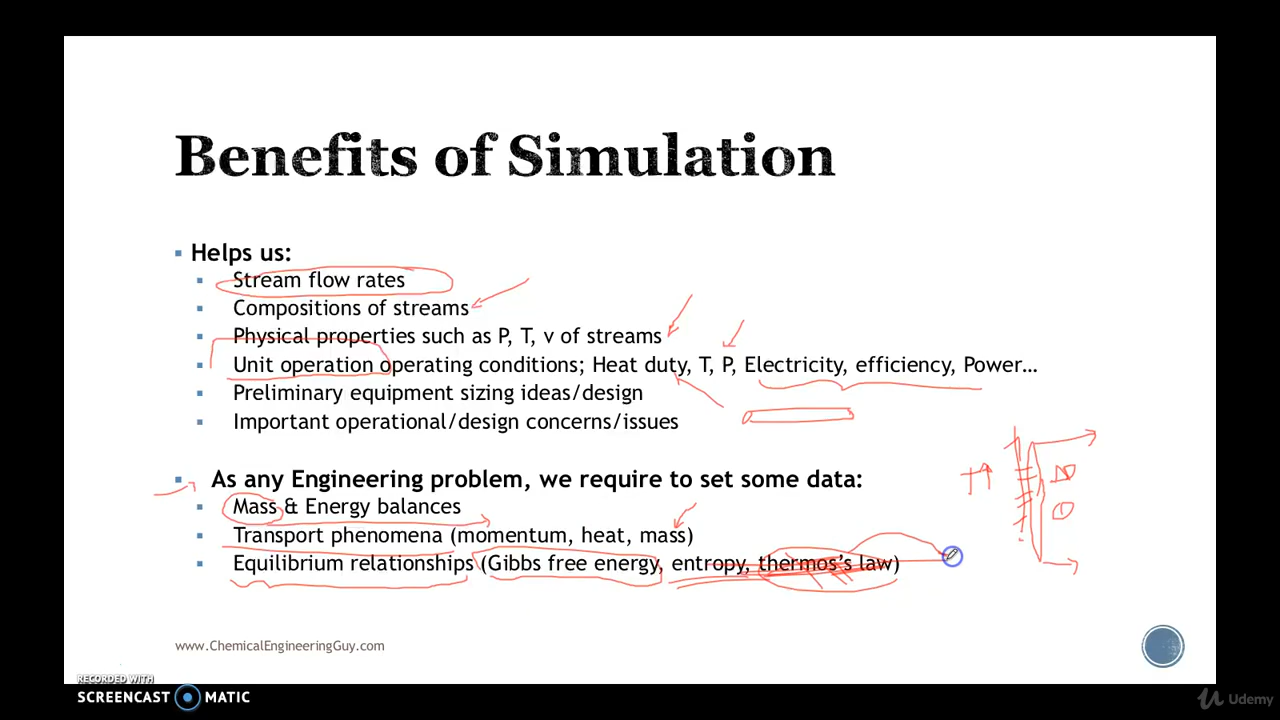 Benefits of Simulation
Helps us:
Stream flow rates
Compositions of streams
Physical properties such as P, T, v of streams
Unit operation operating conditions; Heat duty, T, P, Electricity, efficiency, Power…
Preliminary equipment sizing ideas/design
Important operational/design concerns/issues
As any Engineering problem, we require to set some data:
Mass & Energy balances
Transport phenomena (momentum, heat, mass)
Equilibrium relationships (Gibbs free energy, entropy, thermos's law)
www.ChemicalEngineeringGuy.com
RECORDED WITH
SCREENCAST MATIC
Udemy